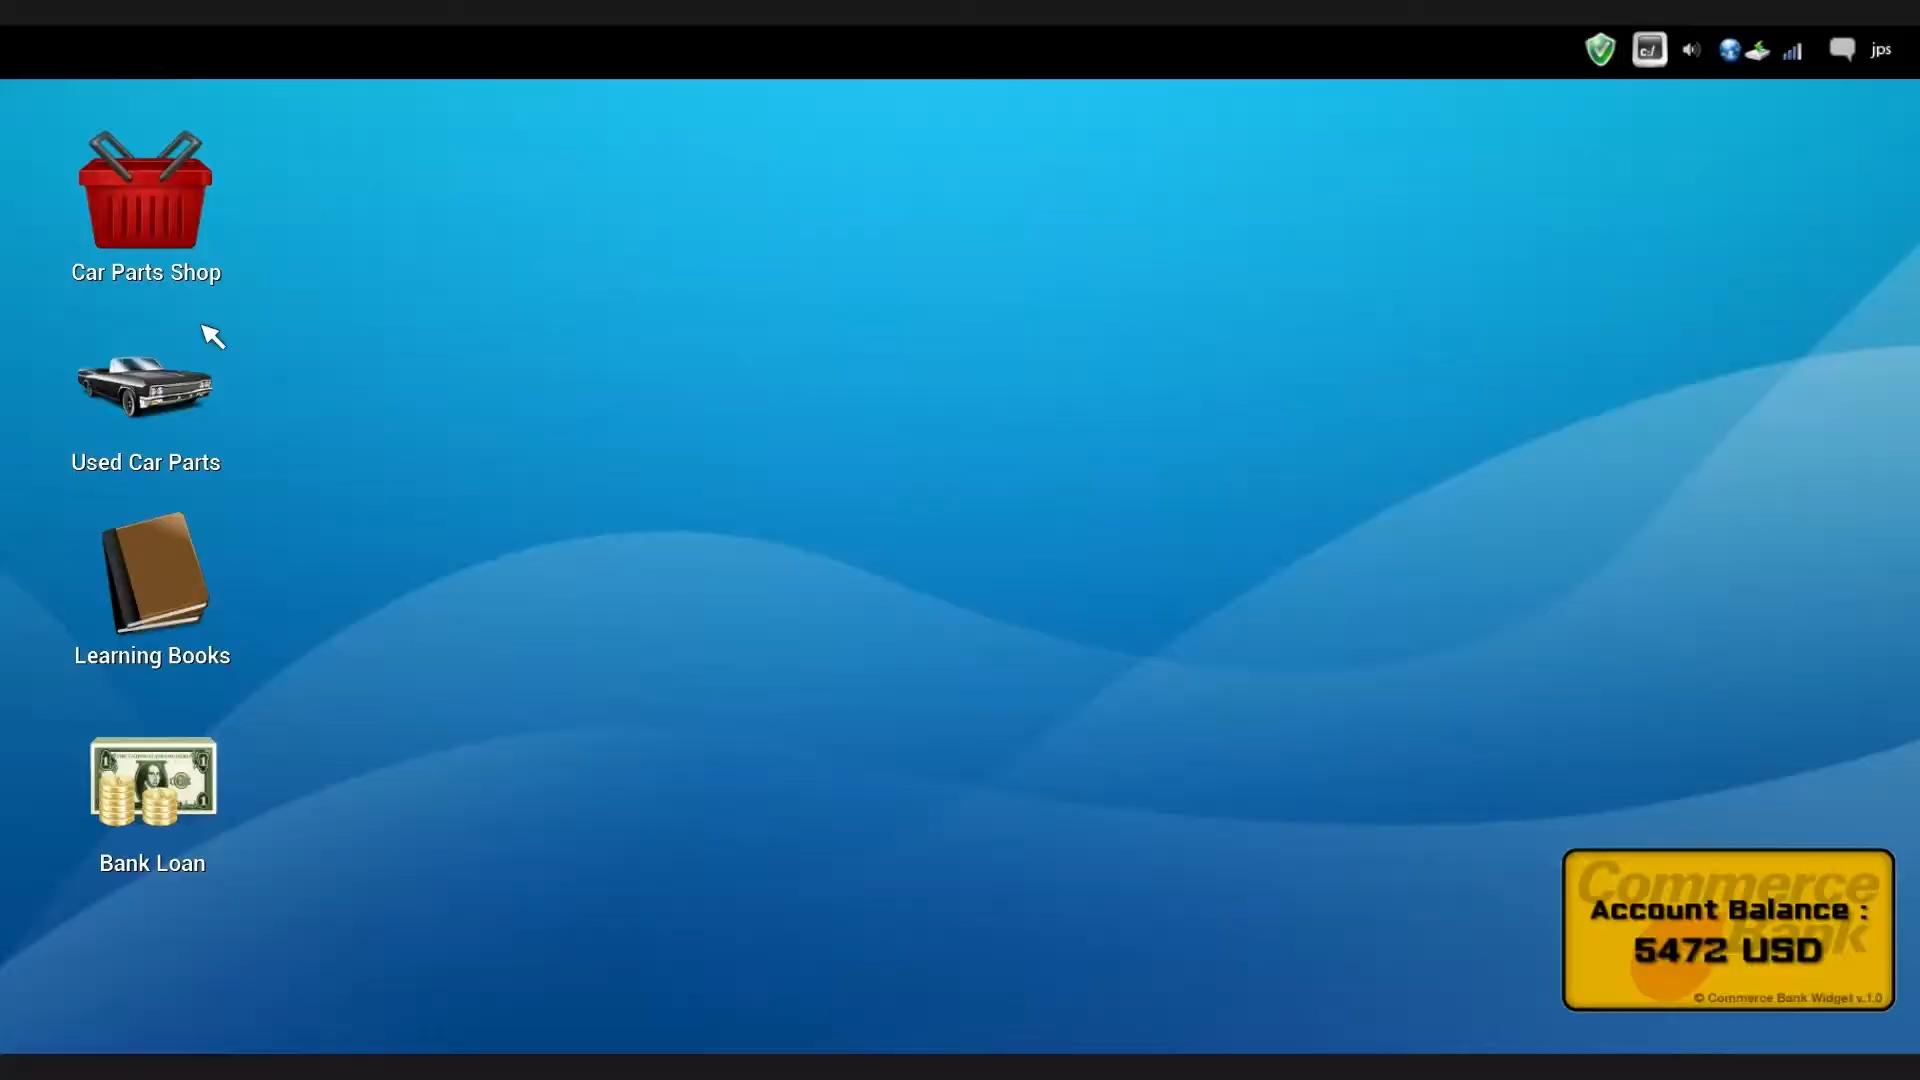 c:/
jps
Car Parts Shop
Used Car Parts
Learning Books
Bank Loan
Commerce
Account Balance :
Bank
5472 USD
© Commerce Bank Widget v.1.0